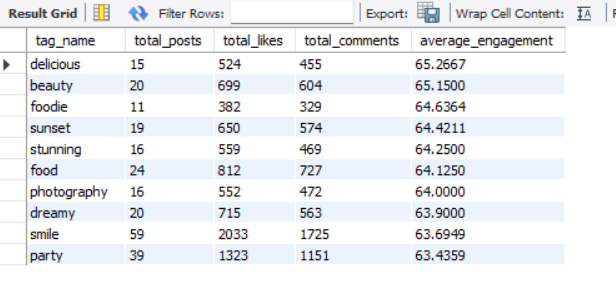 Result Grid Filter Rows: Export: Wrap Cell Content:
tag_name total_posts total_likes total_comments average_engagement
delicious 15 524 455 65.2667
beauty 20 699 604 65.1500
foodie 11 382 329 64.6364
sunset 19 650 574 64.4211
stunning 16 559 469 64.2500
food 24 812 727 64.1250
photography 16 552 472 64.0000
dreamy 20 715 563 63.9000
smile 59 2033 1725 63.6949
party 39 1323 1151 63.4359